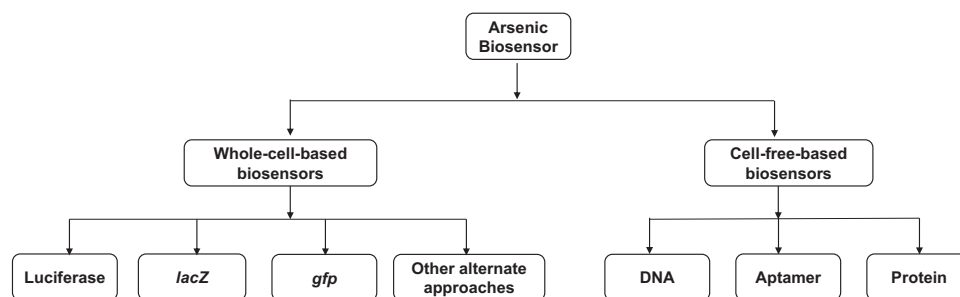 Arsenic
Biosensor
Whole-cell-based
biosensors
Cell-free-based
biosensors
Luciferase
lacZ
gfp
Other alternate
approaches
DNA
Aptamer
Protein